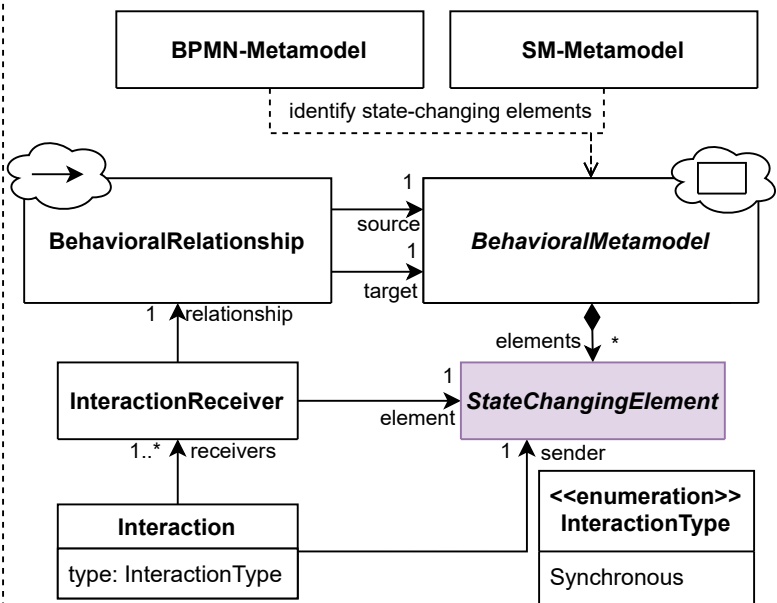 BPMN-Metamodel
SM-Metamodel
identify state-changing elements
BehavioralRelationship
1
source
1
target
BehavioralMetamodel
1
relationship
elements
*
InteractionReceiver
1
element
StateChangingElement
1..*
receivers
1
sender
Interaction
type: InteractionType
<<enumeration>>
InteractionType
Synchronous